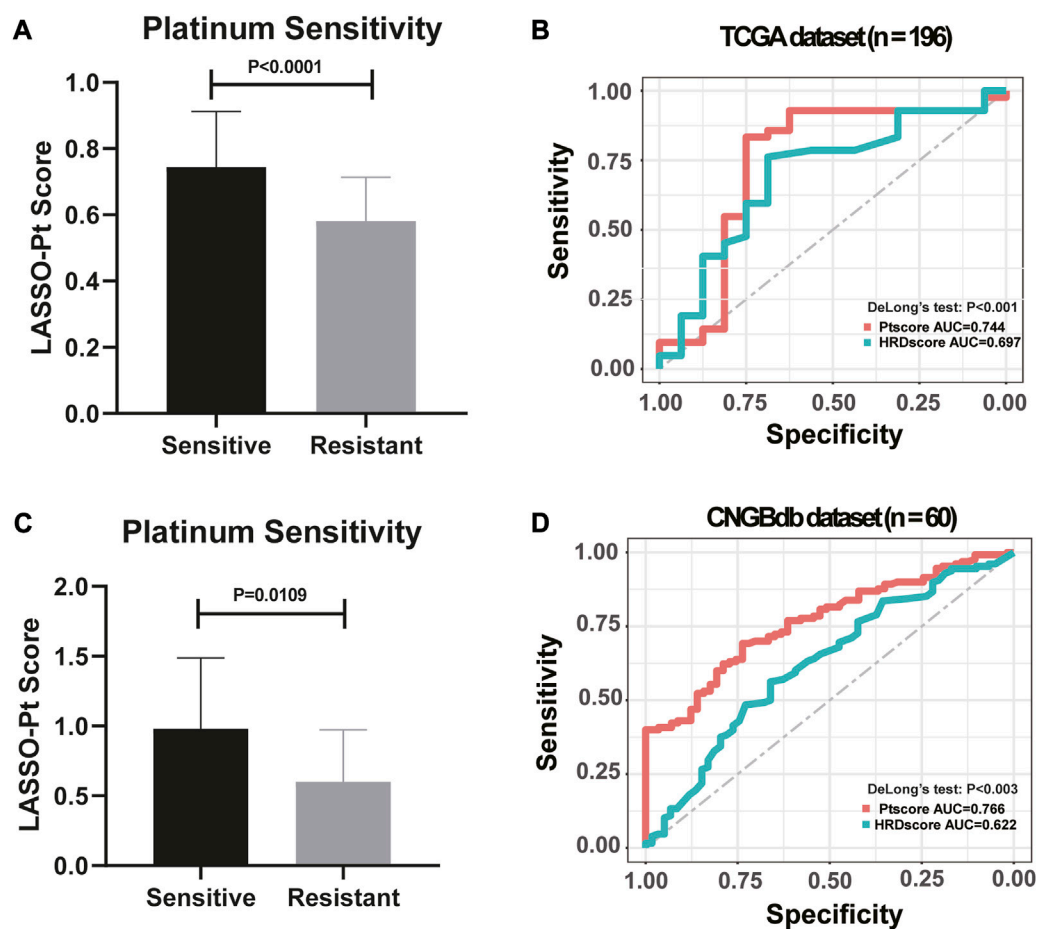 A
Platinum Sensitivity
P<0.0001
LASSO-Pt Score
1.0
0.8
0.6
0.4
0.2
0.0
Sensitive
Resistant
B
TCGA dataset (n = 196)
Sensitivity
1.00
0.75
0.50
0.25
0.00
DeLong's test: P<0.001
Ptscore AUC=0.744
HRDscore AUC=0.697
1.00
0.75
0.50
0.25
0.00
Specificity
C
Platinum Sensitivity
P=0.0109
LASSO-Pt Score
2.0
1.5
1.0
0.5
0.0
Sensitive
Resistant
D
CNGBdb dataset (n = 60)
Sensitivity
1.00
0.75
0.50
0.25
0.00
DeLong's test: P<0.003
Ptscore AUC=0.766
HRDscore AUC=0.622
1.00
0.75
0.50
0.25
0.00
Specificity